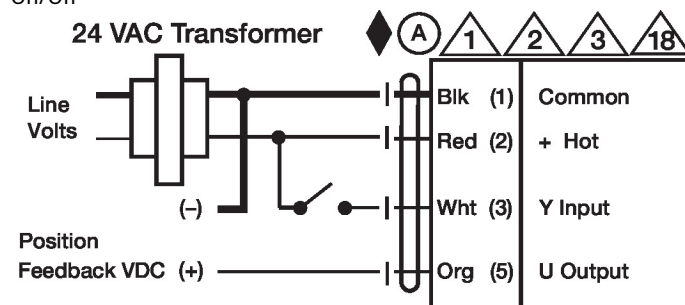 On/Off
24 VAC Transformer
A 1 2 3 18
Line
Volts
Blk (1) Common
Red (2) + Hot
(–)
Wht (3) Y Input
Position
Feedback VDC (+)
Org (5) U Output